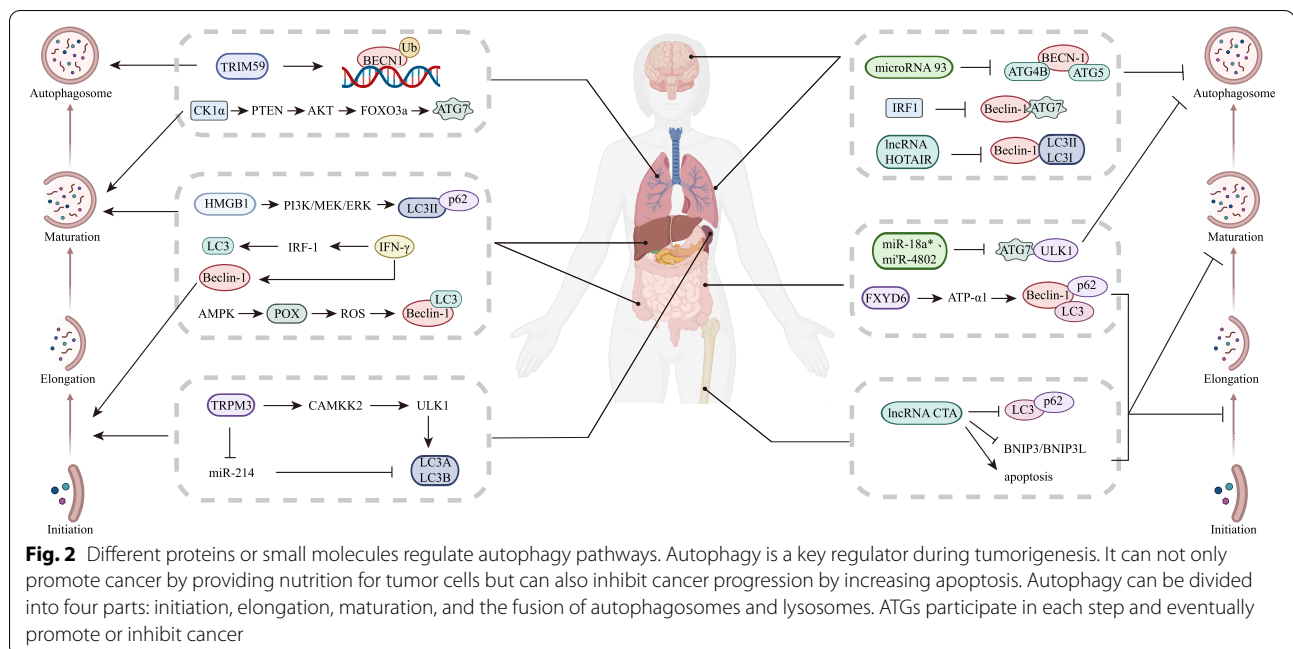 Autophagosome
Maturation
Elongation
Initiation
TRIM59
BECN1
Ub
CK1α
PTEN
AKT
FOXO3a
ATG7
HMGB1
PI3K/MEK/ERK
LC3II
p62
LC3
IRF-1
IFN-γ
Beclin-1
AMPK
POX
ROS
LC3
Beclin-1
TRPM3
CAMKK2
ULK1
miR-214
LC3A
LC3B
microRNA 93
BECN-1
ATG4B
ATG5
IRF1
Beclin-1
ATG7
lncRNA
HOTAIR
Beclin-1
LC3II
LC3I
miR-18a* 、
mi'R-4802
ATG7
ULK1
FXYD6
ATP-α1
Beclin-1
p62
LC3
lncRNA CTA
LC3
p62
BNIP3/BNIP3L
apoptosis
Autophagosome
Maturation
Elongation
Initiation
Fig. 2 Different proteins or small molecules regulate autophagy pathways. Autophagy is a key regulator during tumorigenesis. It can not only
promote cancer by providing nutrition for tumor cells but can also inhibit cancer progression by increasing apoptosis. Autophagy can be divided
into four parts: initiation, elongation, maturation, and the fusion of autophagosomes and lysosomes. ATGs participate in each step and eventually
promote or inhibit cancer